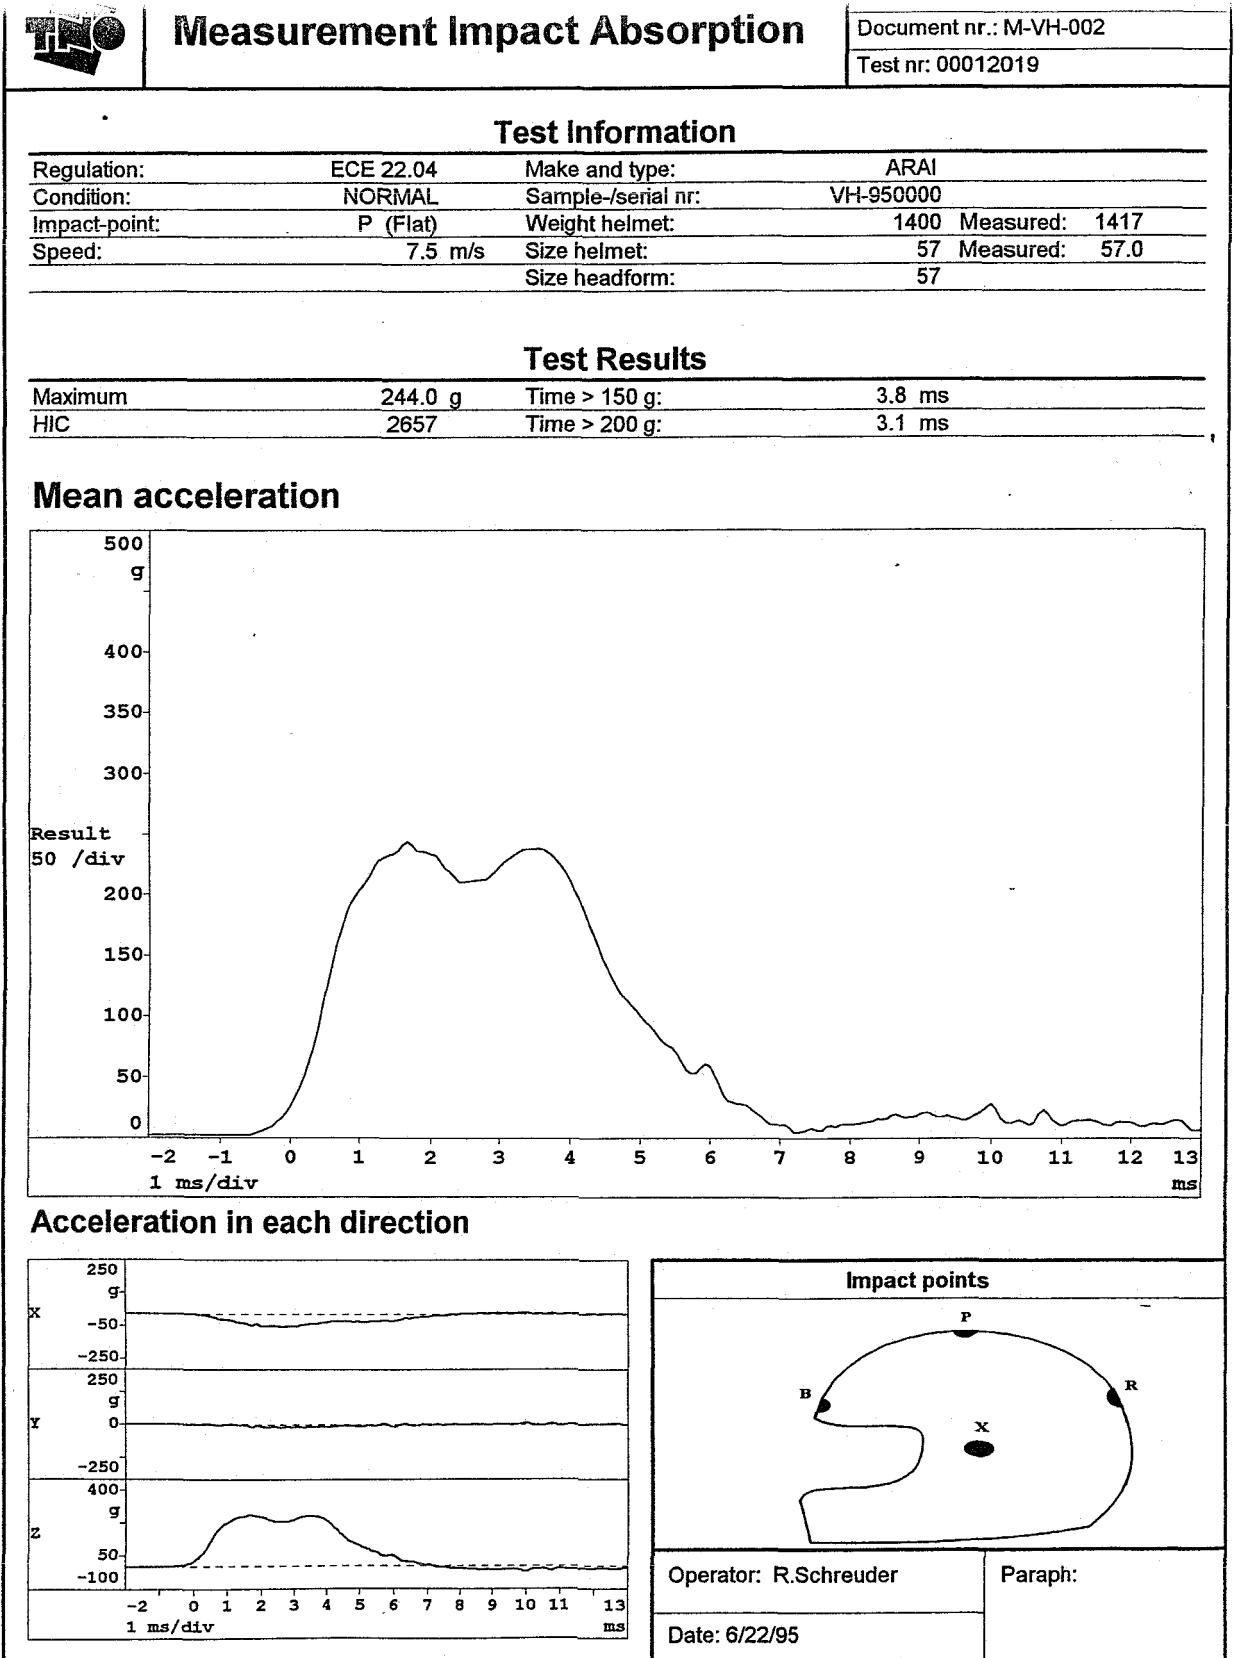 TNO
Measurement Impact Absorption
Document nr.: M-VH-002
Test nr: 00012019
Test Information
Regulation: ECE 22.04 Make and type: ARAI
Condition: NORMAL Sample-/serial nr: VH-950000
Impact-point: P (Flat) Weight helmet: 1400 Measured: 1417
Speed: 7.5 m/s Size helmet: 57 Measured: 57.0
Size headform: 57
Test Results
Maximum 244.0 g Time > 150 g: 3.8 ms
HIC 2657 Time > 200 g: 3.1 ms
Mean acceleration
500
g
400
350
300
Result
50 /div
200
150
100
50
0
-2 -1 0 1 2 3 4 5 6 7 8 9 10 11 12 13
1 ms/div ms
Acceleration in each direction
250
g
X
-50
-250
250
g
Y 0
-250
400
g
Z
50
-100
-2 0 1 2 3 4 5 6 7 8 9 10 11 13
1 ms/div ms
Impact points
P
B R
X
Operator: R.Schreuder Paraph:
Date: 6/22/95